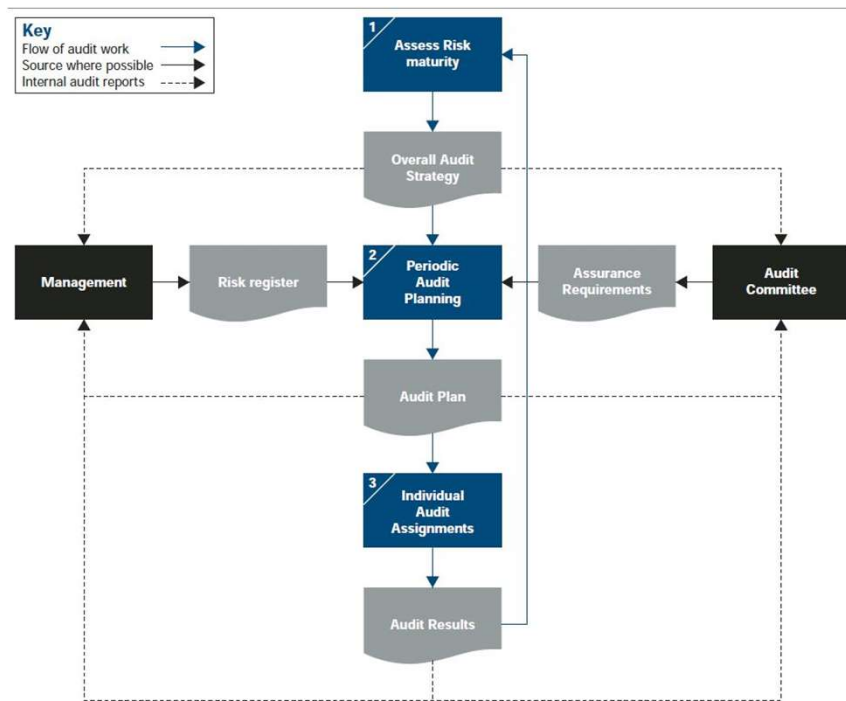 Key
Flow of audit work
Source where possible
Internal audit reports
1
Assess Risk
maturity
Overall Audit
Strategy
Management
Risk register
2
Periodic
Audit
Planning
Assurance
Requirements
Audit
Committee
Audit Plan
3
Individual
Audit
Assignments
Audit Results